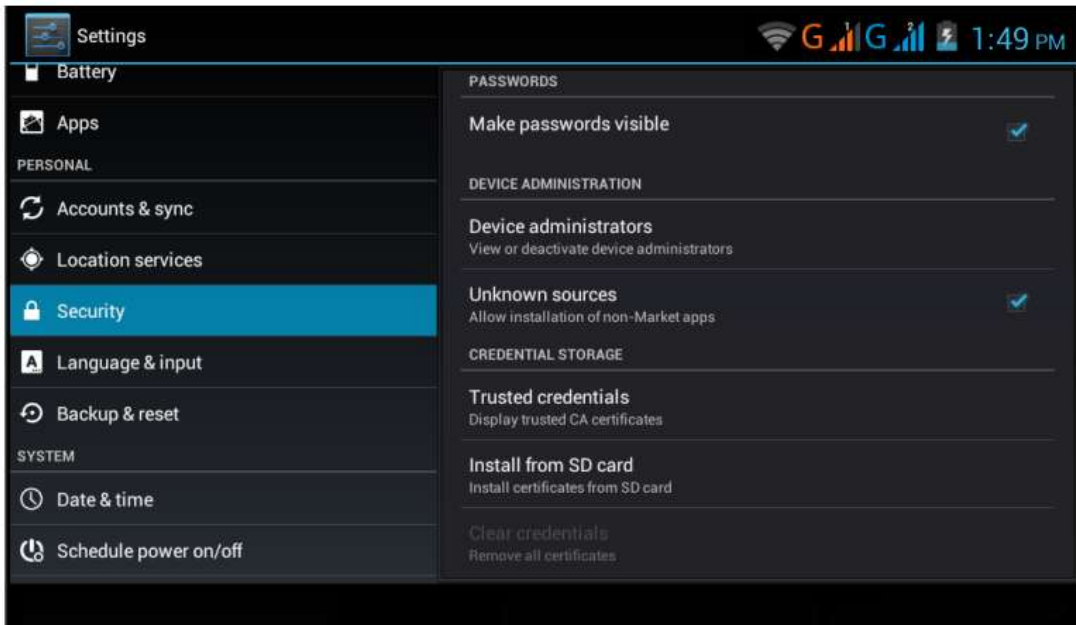 Settings
G 1 G 2 1:49 PM
Battery
Apps
PERSONAL
Accounts & sync
Location services
Security
Language & input
Backup & reset
SYSTEM
Date & time
Schedule power on/off
PASSWORDS
Make passwords visible
DEVICE ADMINISTRATION
Device administrators
View or deactivate device administrators
Unknown sources
Allow installation of non-Market apps
CREDENTIAL STORAGE
Trusted credentials
Display trusted CA certificates
Install from SD card
Install certificates from SD card
Clear credentials
Remove all certificates